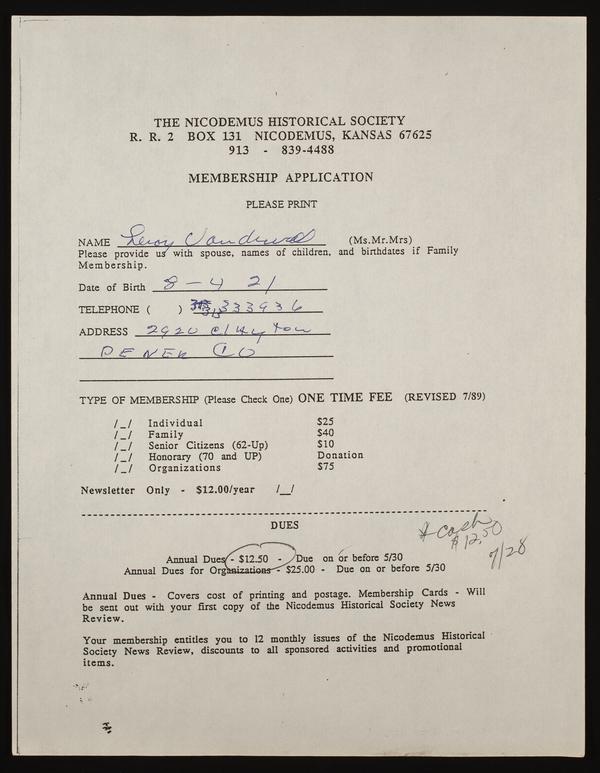 THE NICODEMUS HISTORICAL SOCIETY
R. R. 2 BOX 131 NICODEMUS, KANSAS 67625
913 - 839-4488
MEMBERSHIP APPLICATION
PLEASE PRINT
NAME Leroy (Ms.Mr.Mrs)
Please provide us with spouse, names of children, and birthdates if Family
Membership.
Date of Birth 8-4 21
TELEPHONE ( ) 333936
ADDRESS 2920 Clayton
DENER CO
TYPE OF MEMBERSHIP (Please Check One) ONE TIME FEE (REVISED 7/89)
/_/ Individual $25
/_/ Family $40
/_/ Senior Citizens (62-Up) $10
/_/ Honorary (70 and UP) Donation
/_/ Organizations $75
Newsletter Only - $12.00/year /_/
DUES
cash
$12.50
7/28
Annual Dues - $12.50 - Due on or before 5/30
Annual Dues for Organizations - $25.00 - Due on or before 5/30
Annual Dues - Covers cost of printing and postage. Membership Cards - Will
be sent out with your first copy of the Nicodemus Historical Society News
Review.
Your membership entitles you to 12 monthly issues of the Nicodemus Historical
Society News Review, discounts to all sponsored activities and promotional
items.